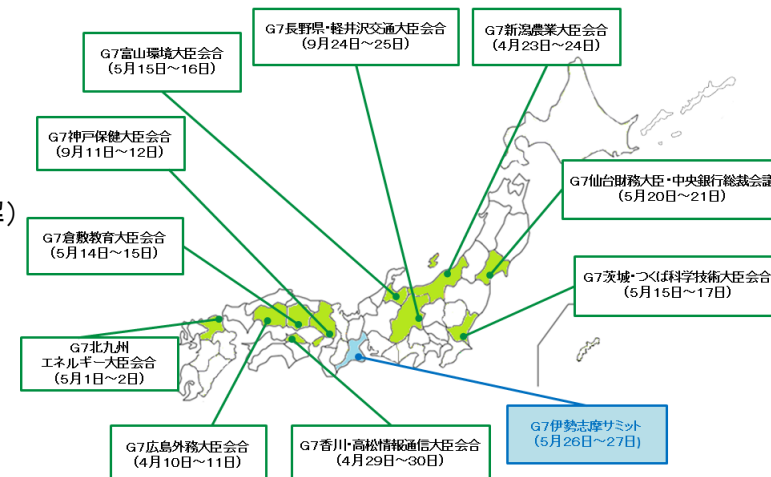 G7長野県・軽井沢交通大臣会合
(9月24日～25日)
G7新潟農業大臣会合
(4月23日～24日)
G7富山環境大臣会合
(5月15日～16日)
G7神戸保健大臣会合
(9月11日～12日)
G7仙台財務大臣・中央銀行総裁会議
(5月20日～21日)
G7倉敷教育大臣会合
(5月14日～15日)
G7茨城・つくば科学技術大臣会合
(5月15日～17日)
G7北九州
エネルギー大臣会合
(5月1日～2日)
G7伊勢志摩サミット
(5月26日～27日)
G7広島外務大臣会合
(4月10日～11日)
G7香川・高松情報通信大臣会合
(4月29日～30日)